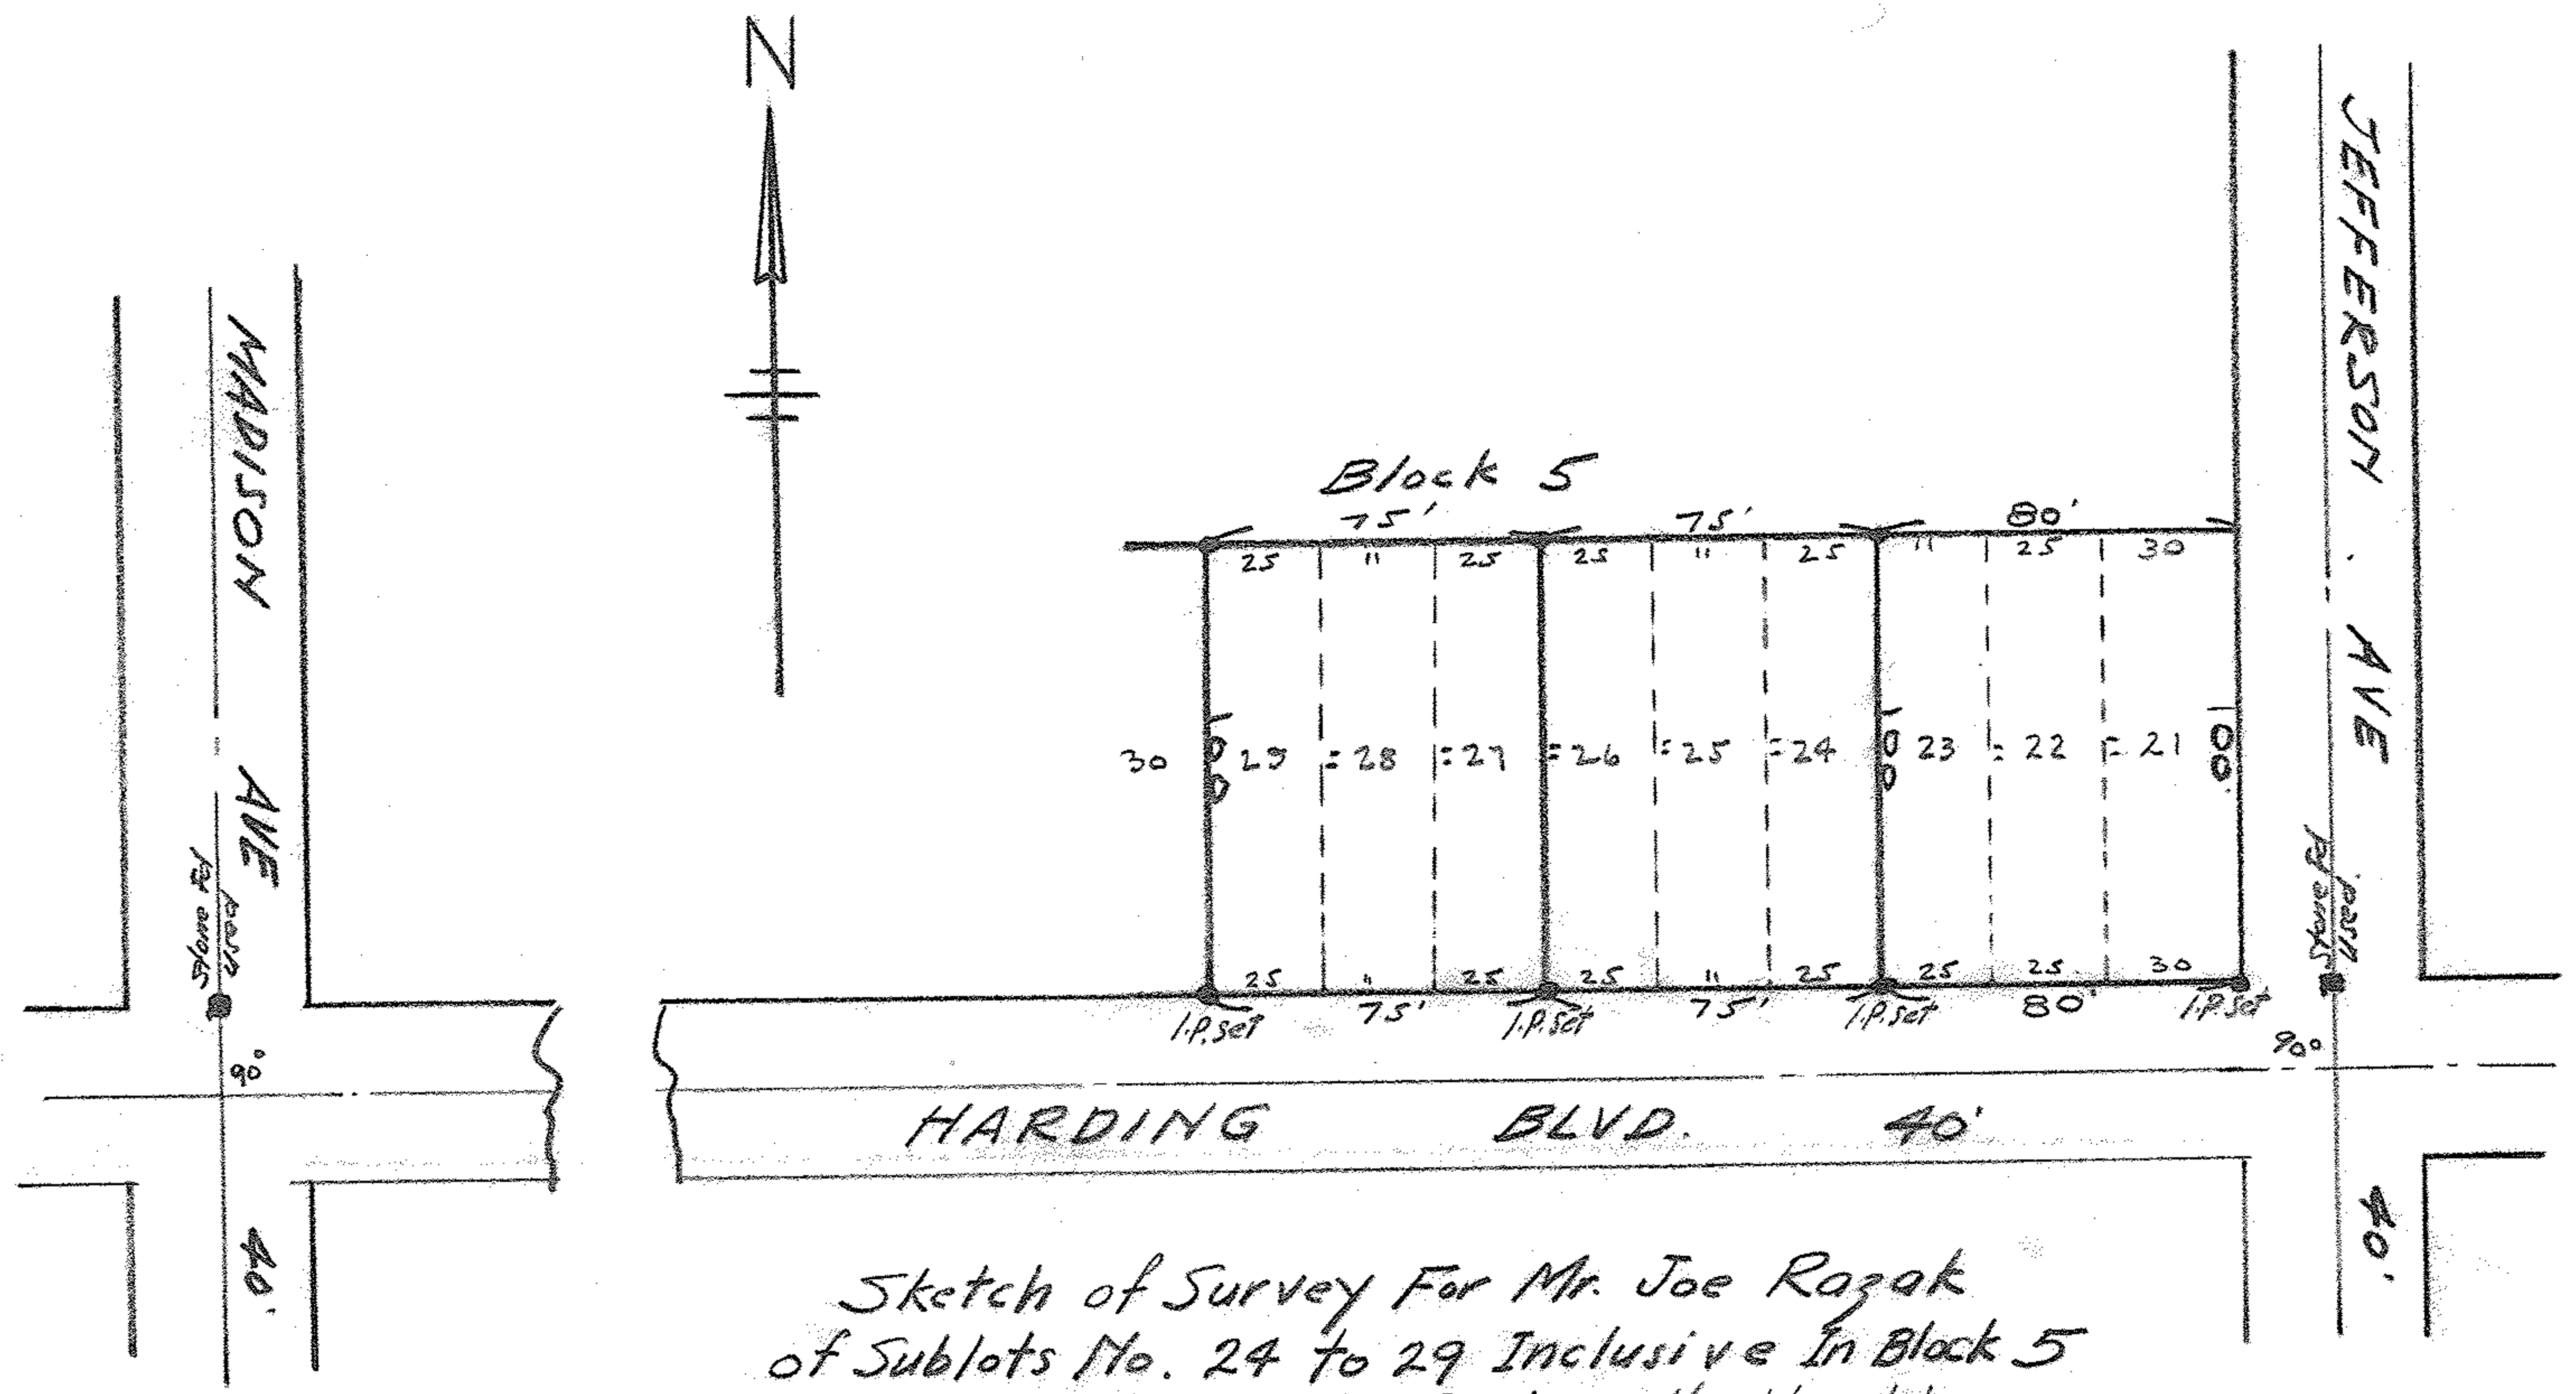 N
MADISON AVE
JEFFERSON . AVE
Block 5
75' 75' 80'
25 " 25 25 " 25 " 25 30
30 100 29 = 28 = 27 = 26 = 25 = 24 100 23 = 22 = 21 100'
Stone Fd.
used
Stone Fd
used
25 " 25 25 " 25 25 25 30
75' 75' 80'
I.P. set I.P. set I.P. set I.P. set
90° 90°
HARDING BLVD. 40'
40' 40'
Sketch of Survey For Mr. Joe Razak
of Sublots No. 24 to 29 Inclusive In Block 5